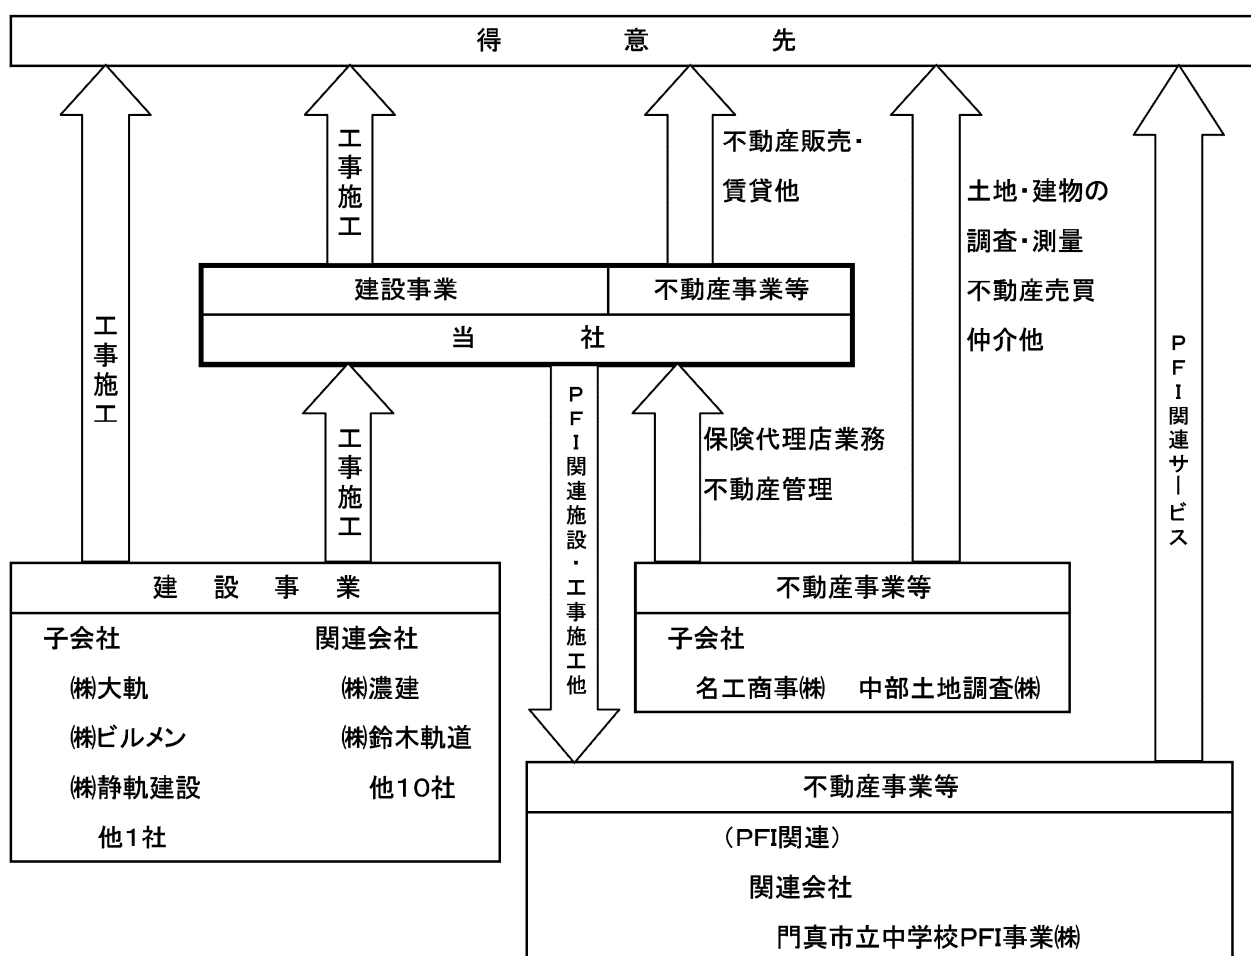 得意先
工事施工
工事施工
不動産販売・
賃貸他
土地・建物の
調査・測量
不動産売買
仲介他
PFI関連サービス
建設事業
不動産事業等
当社
工事施工
PFI関連施設・工事施工他
保険代理店業務
不動産管理
建設事業
子会社
関連会社
㈱大軌
㈱濃建
㈱ビルメン
㈱鈴木軌道
㈱静軌建設
他10社
他1社
不動産事業等
子会社
名工商事㈱ 中部土地調査㈱
不動産事業等
（PFI関連）
関連会社
門真市立中学校PFI事業㈱